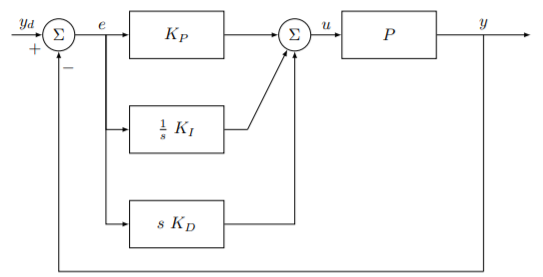 y_d e u y
Σ K_P Σ P
+
−
1/s K_I
s K_D